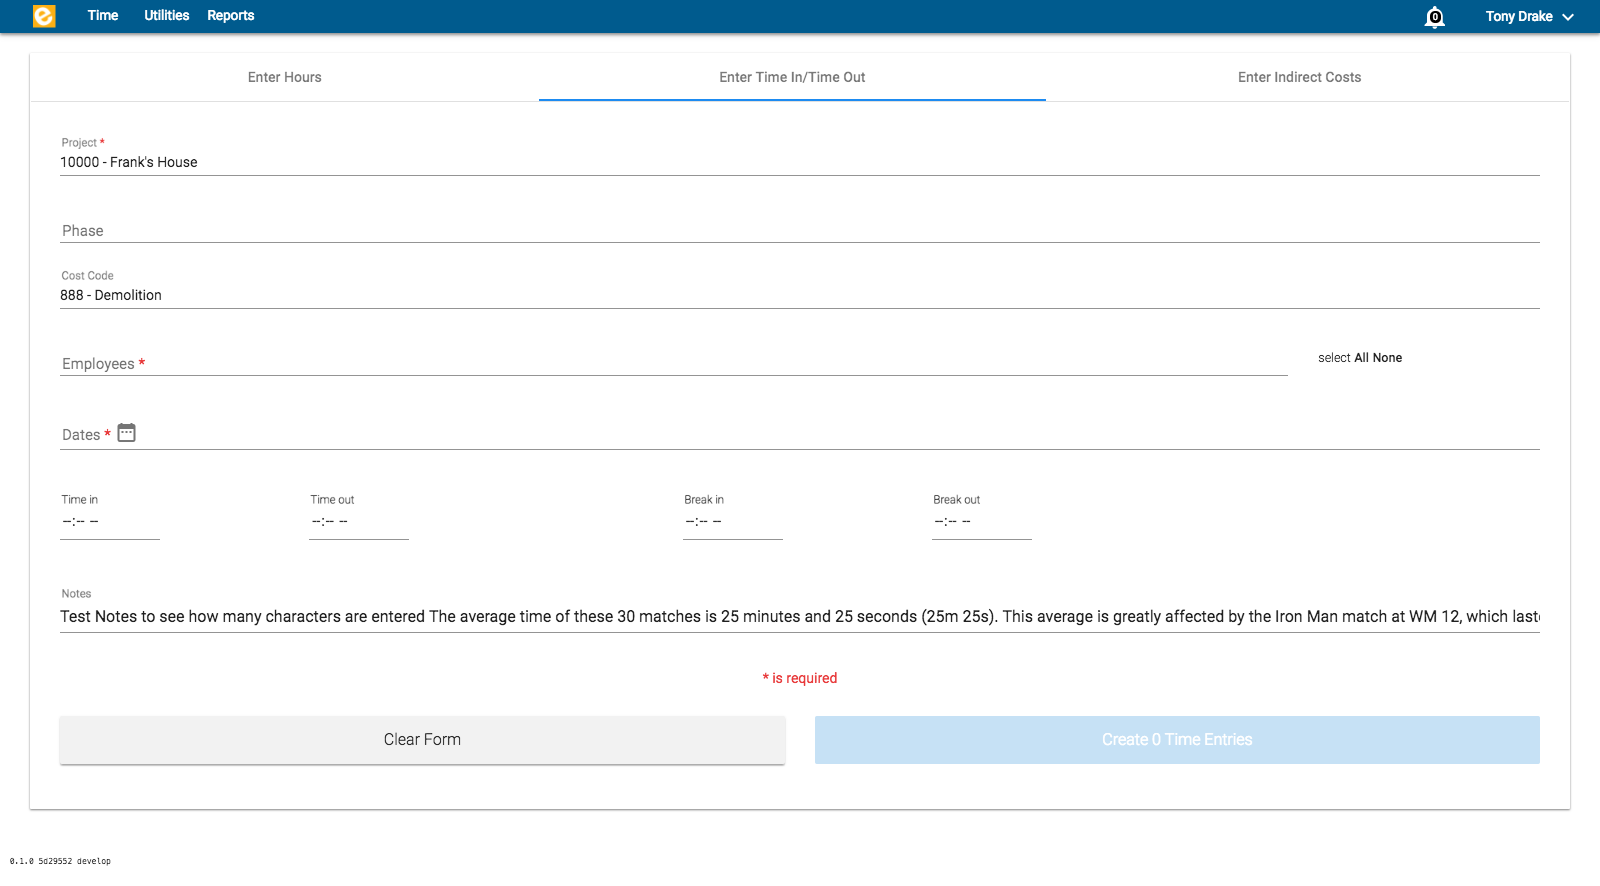 Time Utilities Reports 0 Tony Drake
Enter Hours Enter Time In/Time Out Enter Indirect Costs
Project *
10000 - Frank's House
Phase
Cost Code
888 - Demolition
Employees * select All None
Dates *
Time in Time out Break in Break out
--:-- -- --:-- -- --:-- -- --:-- --
Notes
Test Notes to see how many characters are entered The average time of these 30 matches is 25 minutes and 25 seconds (25m 25s). This average is greatly affected by the Iron Man match at WM 12, which last
* is required
Clear Form Create 0 Time Entries
0.1.0 5d29552 develop